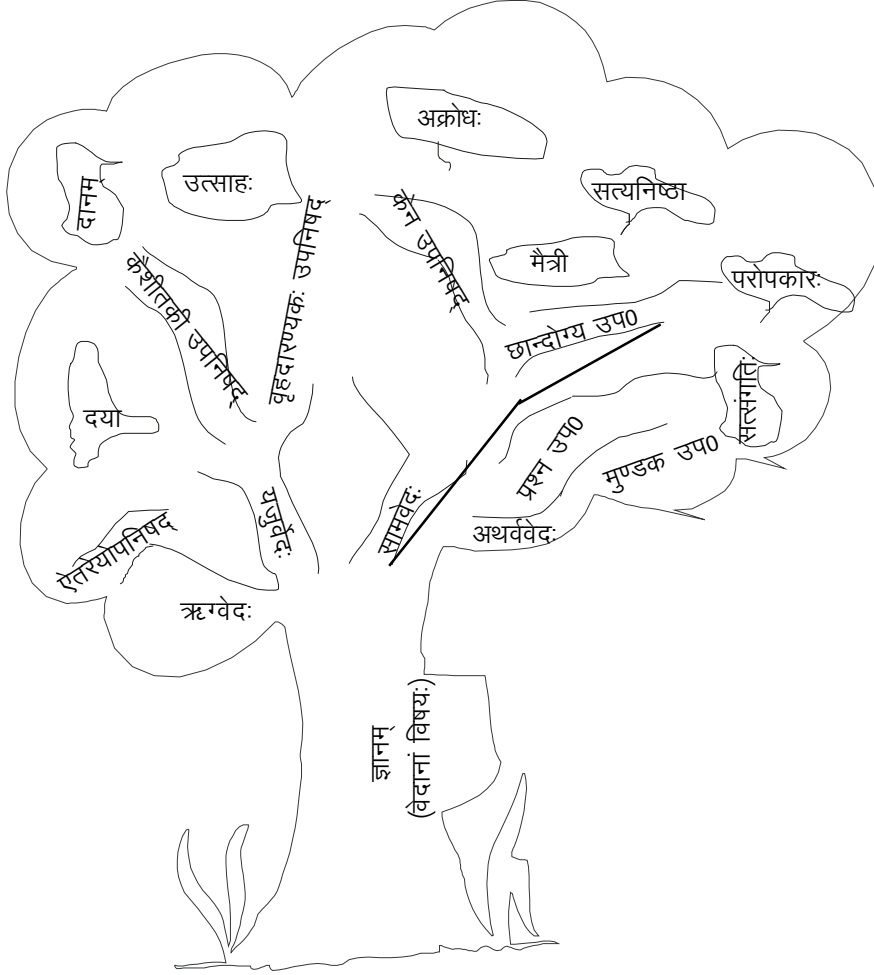 अक्रोधः
उत्साहः
दानम्
सत्यनिष्ठा
मैत्री
परोपकारः
केन उपनिषद्
वृहदारण्यकः उपनिषद्
कैशीतकी उपनिषद्
छान्दोग्य उप0
सत्संगतिः
दया
प्रश्न उप0
मुण्डक उप0
यजुर्वेदः
सामवेदः
अथर्ववेदः
ऐतरेयोपनिषद्
ऋग्वेदः
ज्ञानम्
(वेदानां विषयः)